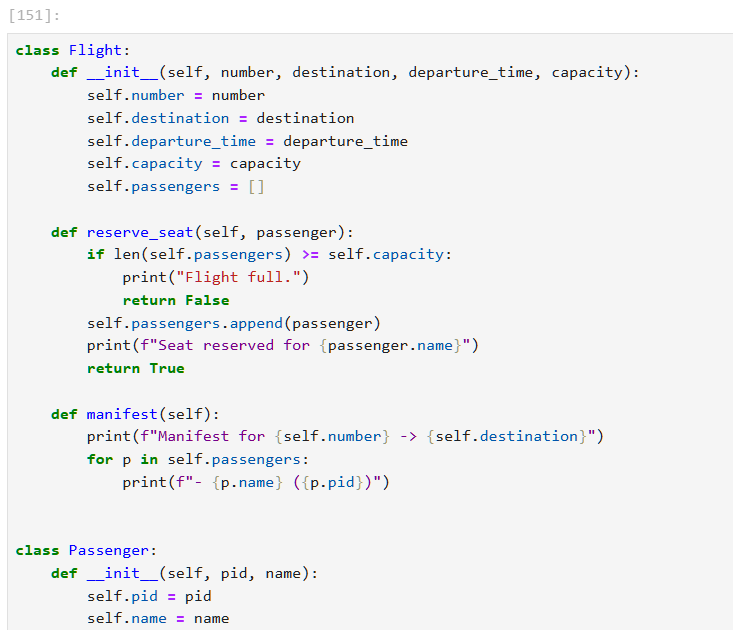 [151]:
class Flight:
    def __init__(self, number, destination, departure_time, capacity):
        self.number = number
        self.destination = destination
        self.departure_time = departure_time
        self.capacity = capacity
        self.passengers = []

    def reserve_seat(self, passenger):
        if len(self.passengers) >= self.capacity:
            print("Flight full.")
            return False
        self.passengers.append(passenger)
        print(f"Seat reserved for {passenger.name}")
        return True

    def manifest(self):
        print(f"Manifest for {self.number} -> {self.destination}")
        for p in self.passengers:
            print(f"- {p.name} ({p.pid})")


class Passenger:
    def __init__(self, pid, name):
        self.pid = pid
        self.name = name